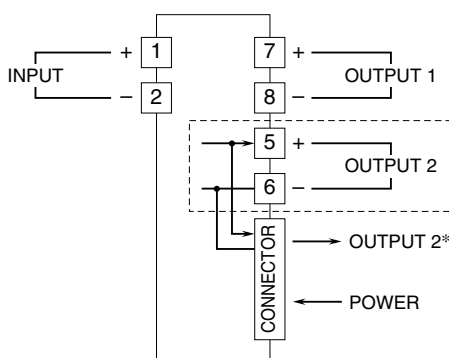 + 1 7 +
INPUT OUTPUT 1
− 2 8 −
5 +
OUTPUT 2
6 −
CONNECTOR
OUTPUT 2*
POWER